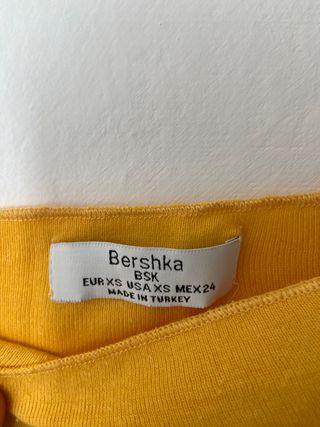 Bershka
BSK
EUR XS USA XS MEX 24
MADE IN TURKEY